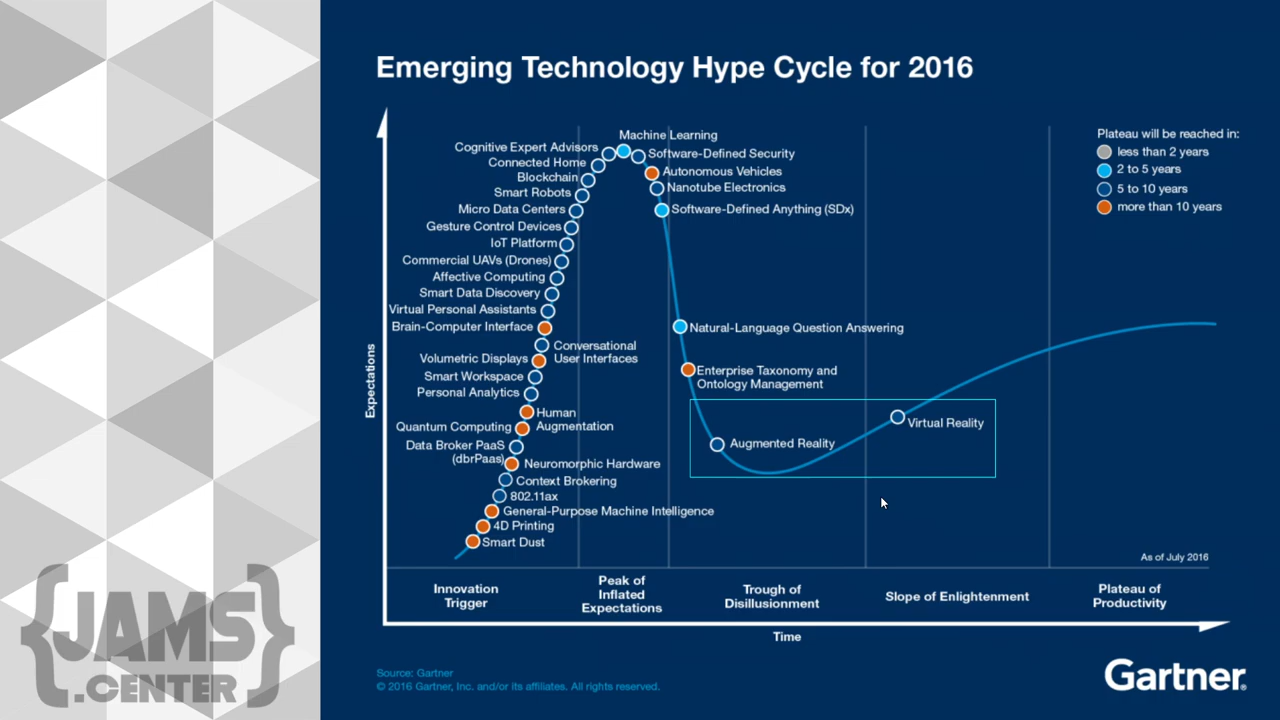 Emerging Technology Hype Cycle for 2016
Plateau will be reached in:
less than 2 years
2 to 5 years
5 to 10 years
more than 10 years
Machine Learning
Cognitive Expert Advisors
Software-Defined Security
Connected Home
Autonomous Vehicles
Blockchain
Nanotube Electronics
Smart Robots
Micro Data Centers
Software-Defined Anything (SDx)
Gesture Control Devices
IoT Platform
Commercial UAVs (Drones)
Affective Computing
Smart Data Discovery
Virtual Personal Assistants
Brain-Computer Interface
Natural-Language Question Answering
Conversational
User Interfaces
Volumetric Displays
Enterprise Taxonomy and
Ontology Management
Smart Workspace
Personal Analytics
Human
Augmentation
Quantum Computing
Virtual Reality
Augmented Reality
Data Broker PaaS
(dbrPaas)
Neuromorphic Hardware
Context Brokering
802.11ax
General-Purpose Machine Intelligence
4D Printing
Smart Dust
Expectations
As of July 2016
Innovation
Trigger
Peak of
Inflated
Expectations
Trough of
Disillusionment
Slope of Enlightenment
Plateau of
Productivity
Time
Source: Gartner
© 2016 Gartner, Inc. and/or its affiliates. All rights reserved.
Gartner®
{JAMS}
.CENTER